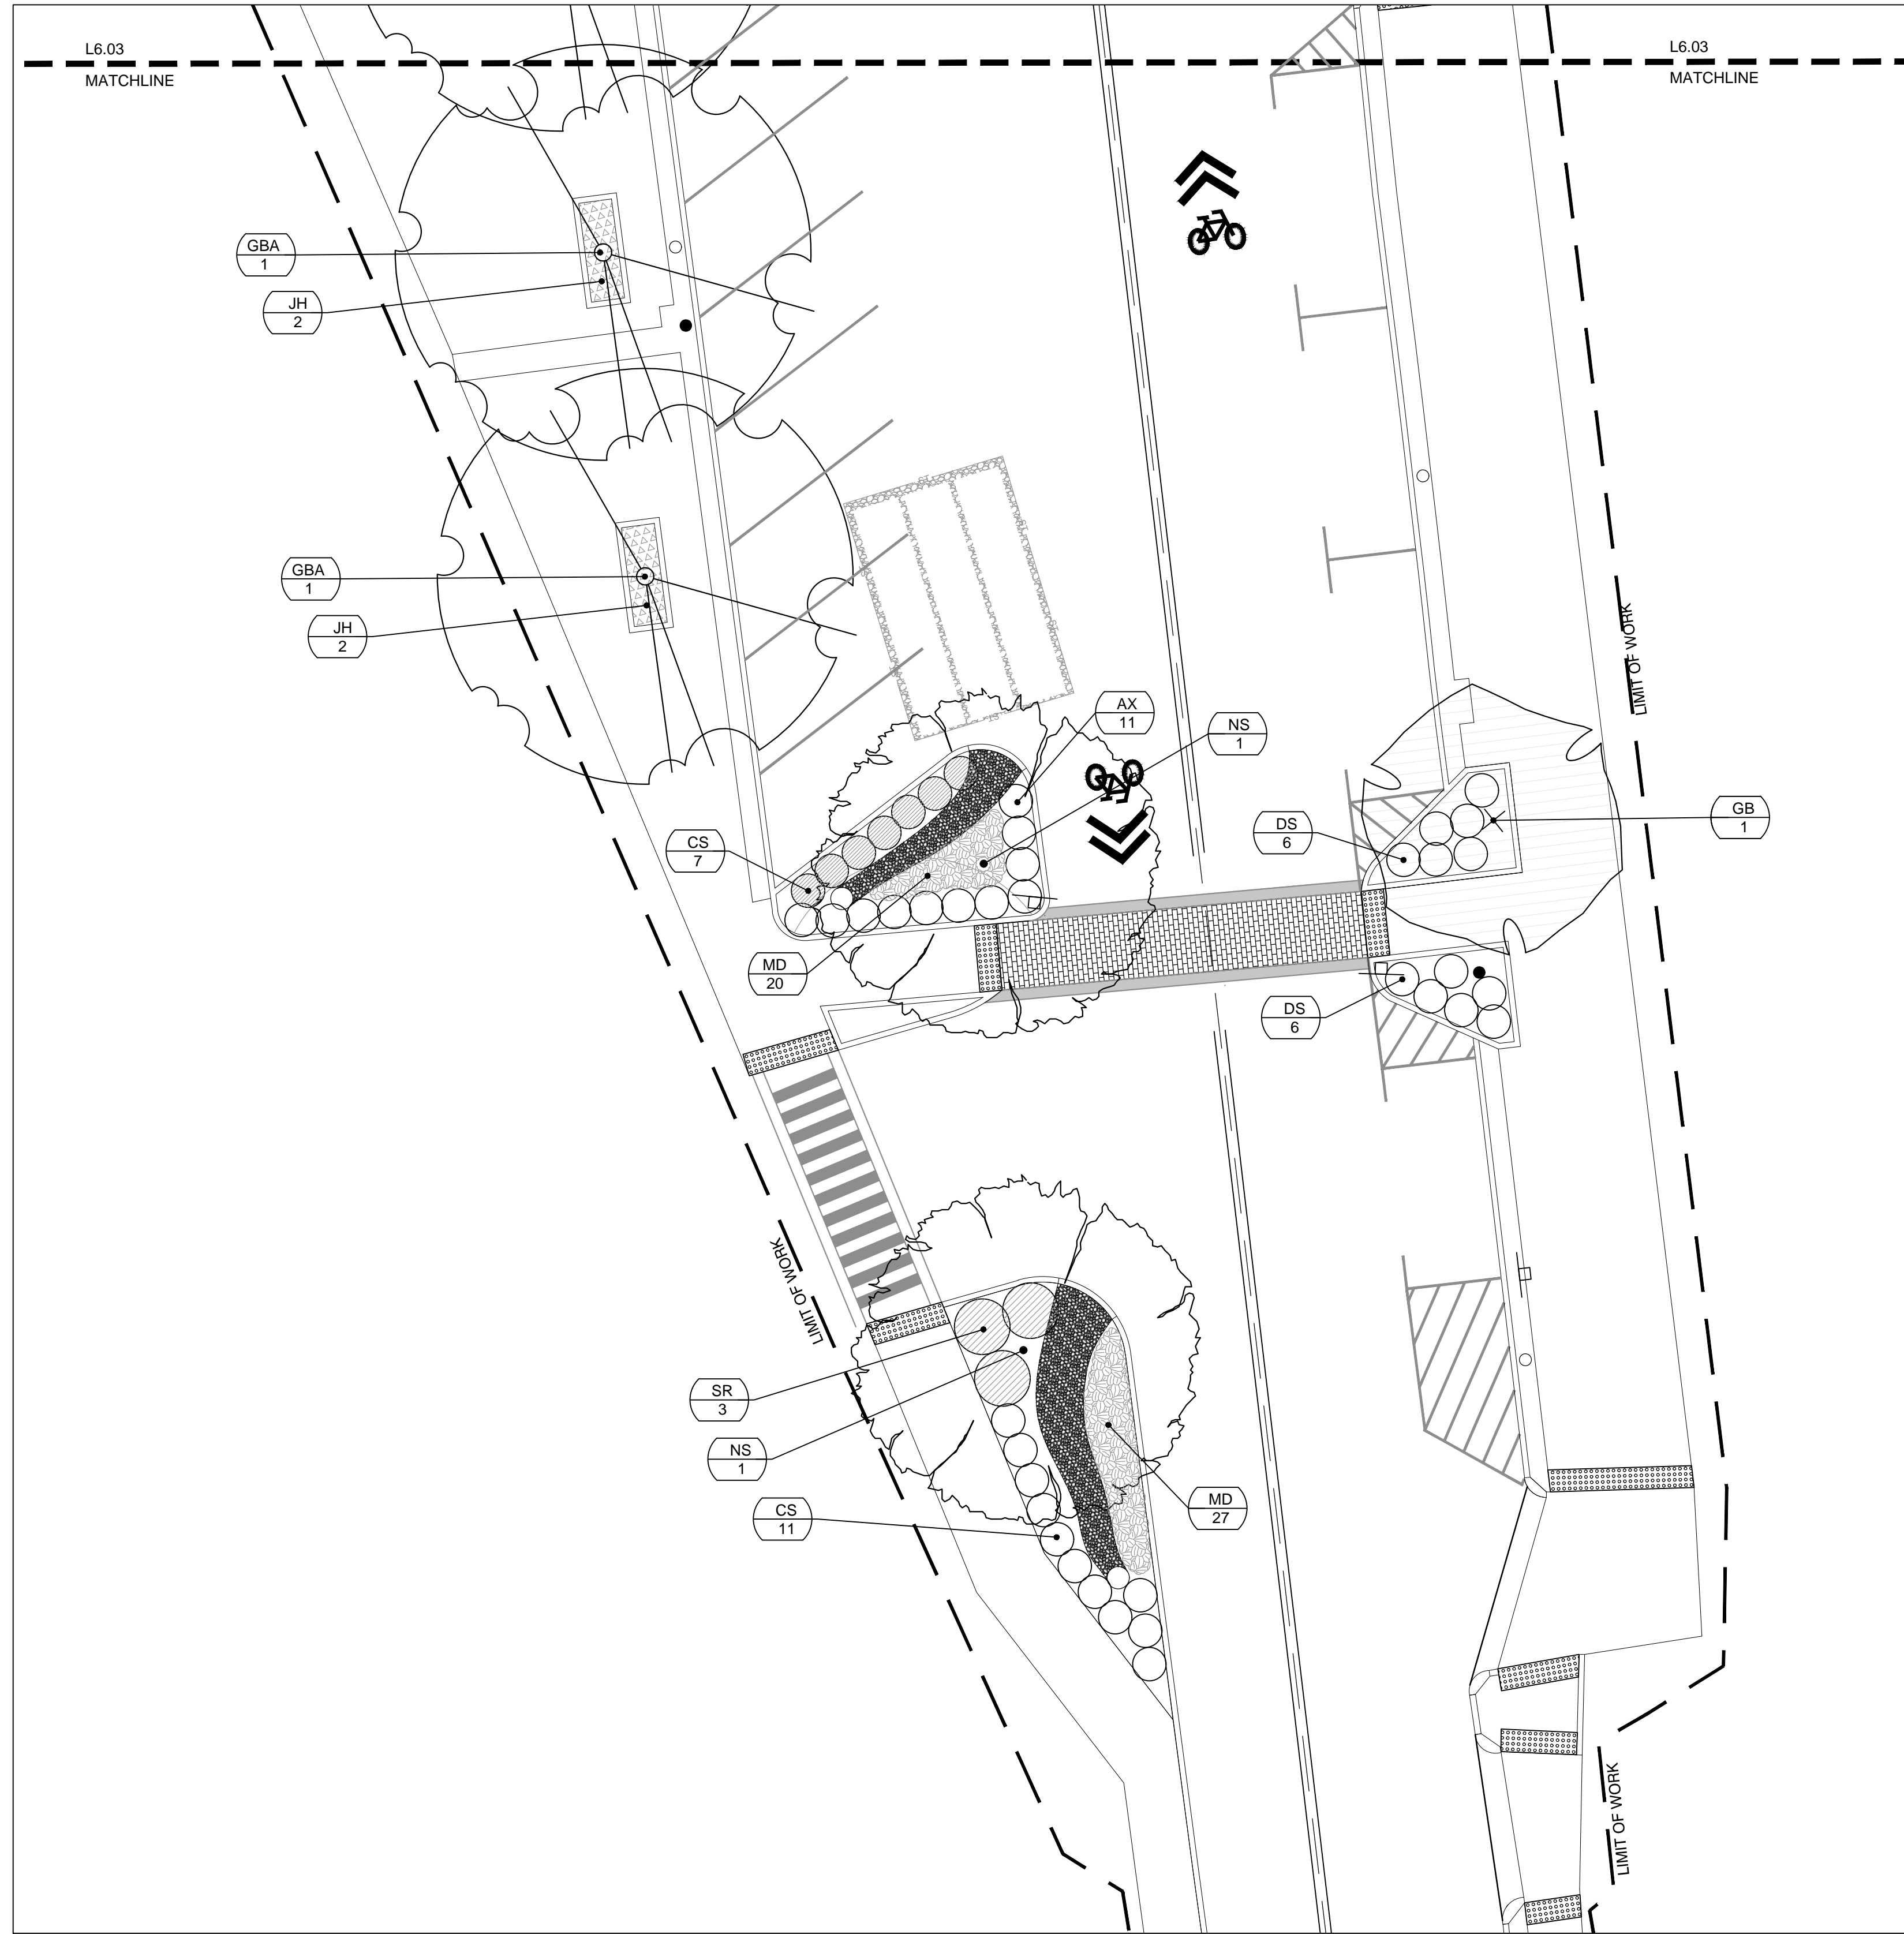 L6.03
MATCHLINE
L6.03
MATCHLINE
GBA
1
JH
2
GBA
1
JH
2
LIMIT OF WORK
AX
11
NS
1
GB
1
DS
6
CS
7
MD
20
DS
6
LIMIT OF WORK
SR
3
NS
1
MD
27
CS
11
LIMIT OF WORK